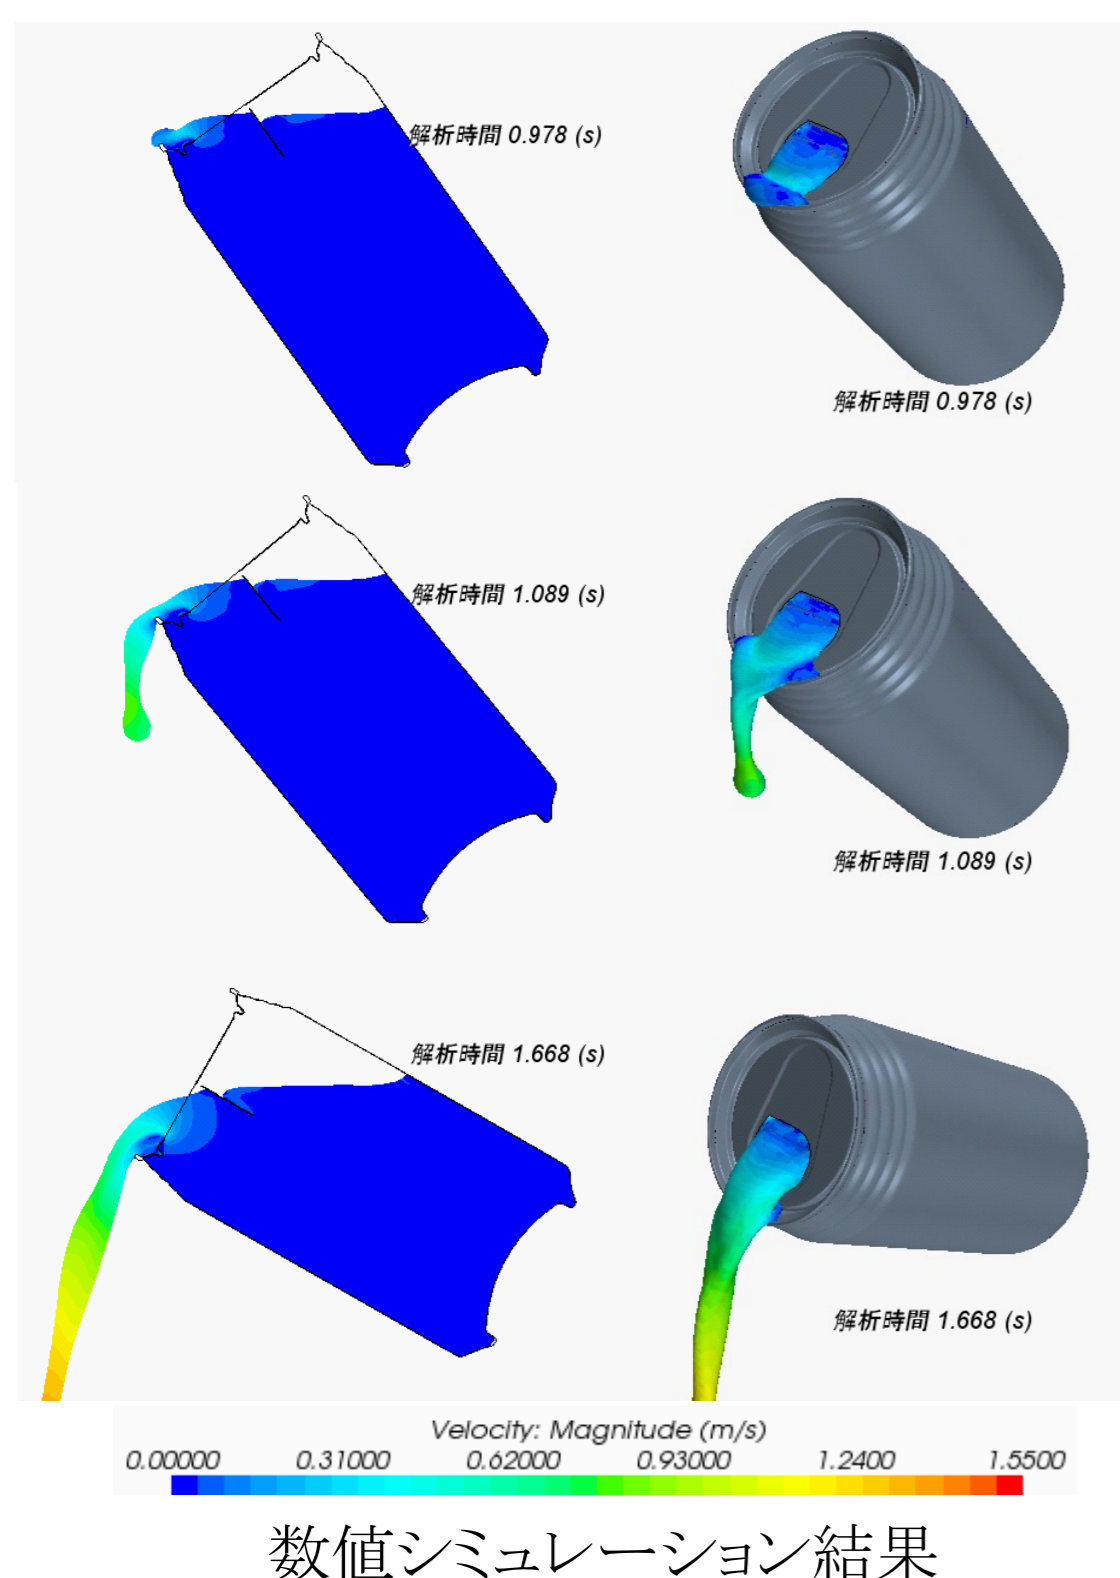 解析時間 0.978 (s)
解析時間 0.978 (s)
解析時間 1.089 (s)
解析時間 1.089 (s)
解析時間 1.668 (s)
解析時間 1.668 (s)
Velocity: Magnitude (m/s)
0.00000 0.31000 0.62000 0.93000 1.2400 1.5500
数値シミュレーション結果